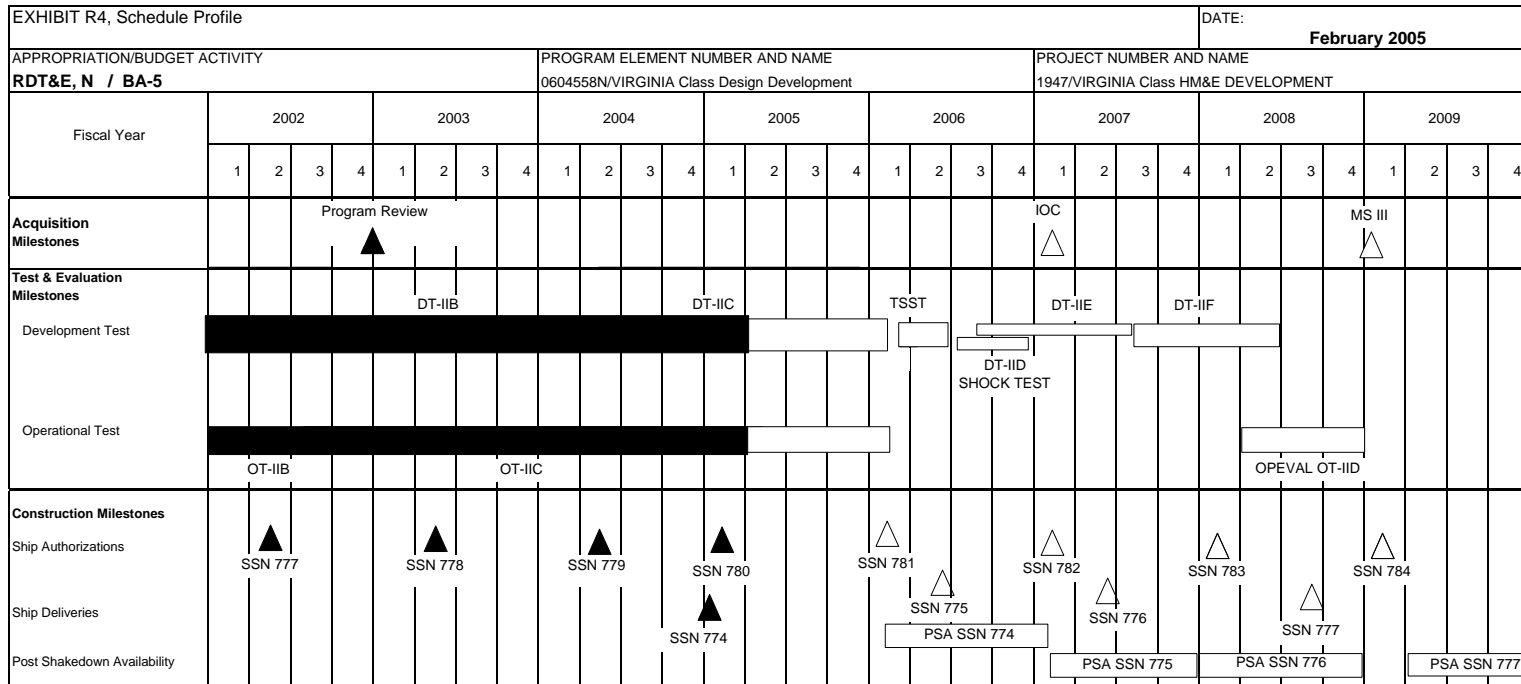 EXHIBIT R4, Schedule Profile
DATE:
February 2005
APPROPRIATION/BUDGET ACTIVITY
PROGRAM ELEMENT NUMBER AND NAME
PROJECT NUMBER AND NAME
RDT&E, N / BA-5
0604558N/VIRGINIA Class Design Development
1947/VIRGINIA Class HM&E DEVELOPMENT
Fiscal Year
2002 2003 2004 2005 2006 2007 2008 2009
1 2 3 4 1 2 3 4 1 2 3 4 1 2 3 4 1 2 3 4 1 2 3 4 1 2 3 4 1 2 3 4
Acquisition
Milestones
Program Review
IOC
MS III
Test & Evaluation
Milestones
DT-IIB
DT-IIC
TSST
DT-IIE
DT-IIF
Development Test
DT-IID
SHOCK TEST
Operational Test
OT-IIB
OT-IIC
OPEVAL OT-IID
Construction Milestones
Ship Authorizations
SSN 777
SSN 778
SSN 779
SSN 780
SSN 781
SSN 782
SSN 783
SSN 784
Ship Deliveries
SSN 774
SSN 775
SSN 776
SSN 777
Post Shakedown Availability
PSA SSN 774
PSA SSN 775
PSA SSN 776
PSA SSN 777